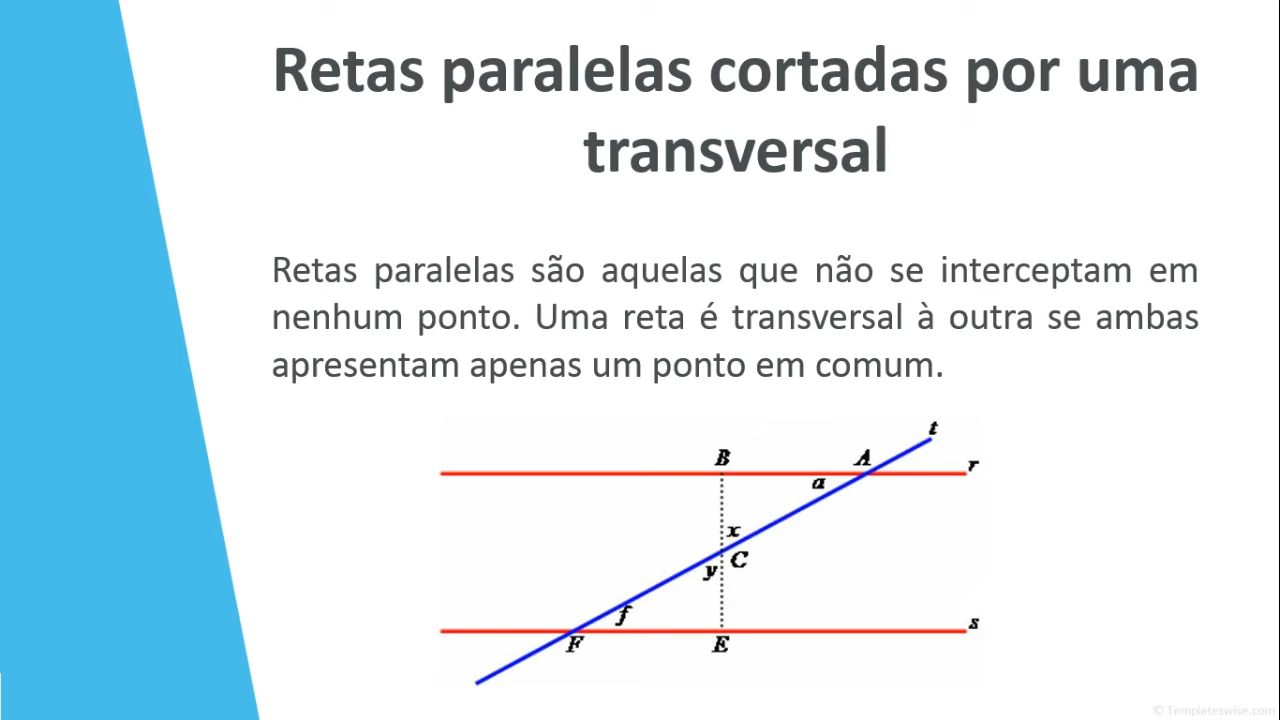 Retas paralelas cortadas por uma
transversal
Retas paralelas são aquelas que não se interceptam em
nenhum ponto. Uma reta é transversal à outra se ambas
apresentam apenas um ponto em comum.
t
B
A
r
a
x
C
y
f
s
F
E
© Templateswise.com